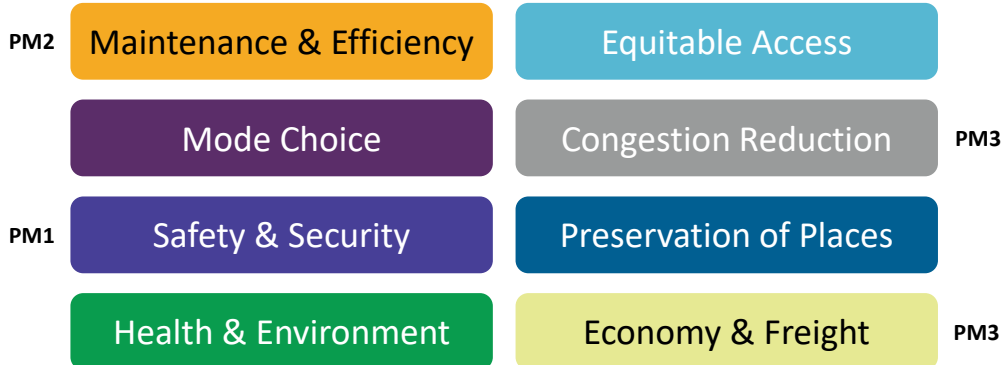 PM2 Maintenance & Efficiency Equitable Access
Mode Choice Congestion Reduction PM3
PM1 Safety & Security Preservation of Places
Health & Environment Economy & Freight PM3